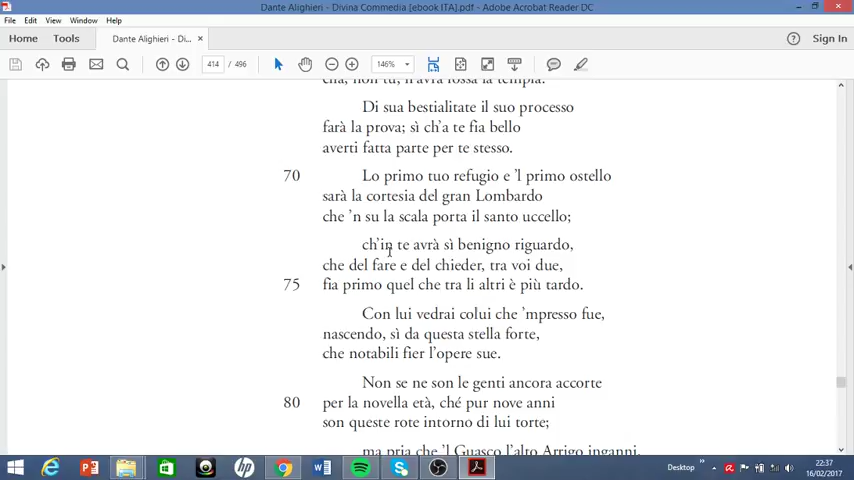 Dante Alighieri - Divina Commedia [ebook ITA].pdf - Adobe Acrobat Reader DC
File Edit View Window Help
Home Tools Dante Alighieri - Di... × Sign In
414 / 496 146%
Di sua bestialitate il suo processo
farà la prova; sì ch'a te fia bello
averti fatta parte per te stesso.
70 Lo primo tuo refugio e 'l primo ostello
sarà la cortesia del gran Lombardo
che 'n su la scala porta il santo uccello;
ch'in te avrà sì benigno riguardo,
che del fare e del chieder, tra voi due,
75 fia primo quel che tra li altri è più tardo.
Con lui vedrai colui che 'mpresso fue,
nascendo, sì da questa stella forte,
che notabili fier l'opere sue.
Non se ne son le genti ancora accorte
80 per la novella età, ché pur nove anni
son queste rote intorno di lui torte;
ma pria che 'l Guasco l'alto Arrigo inganni,
Desktop » 22:37
16/02/2017